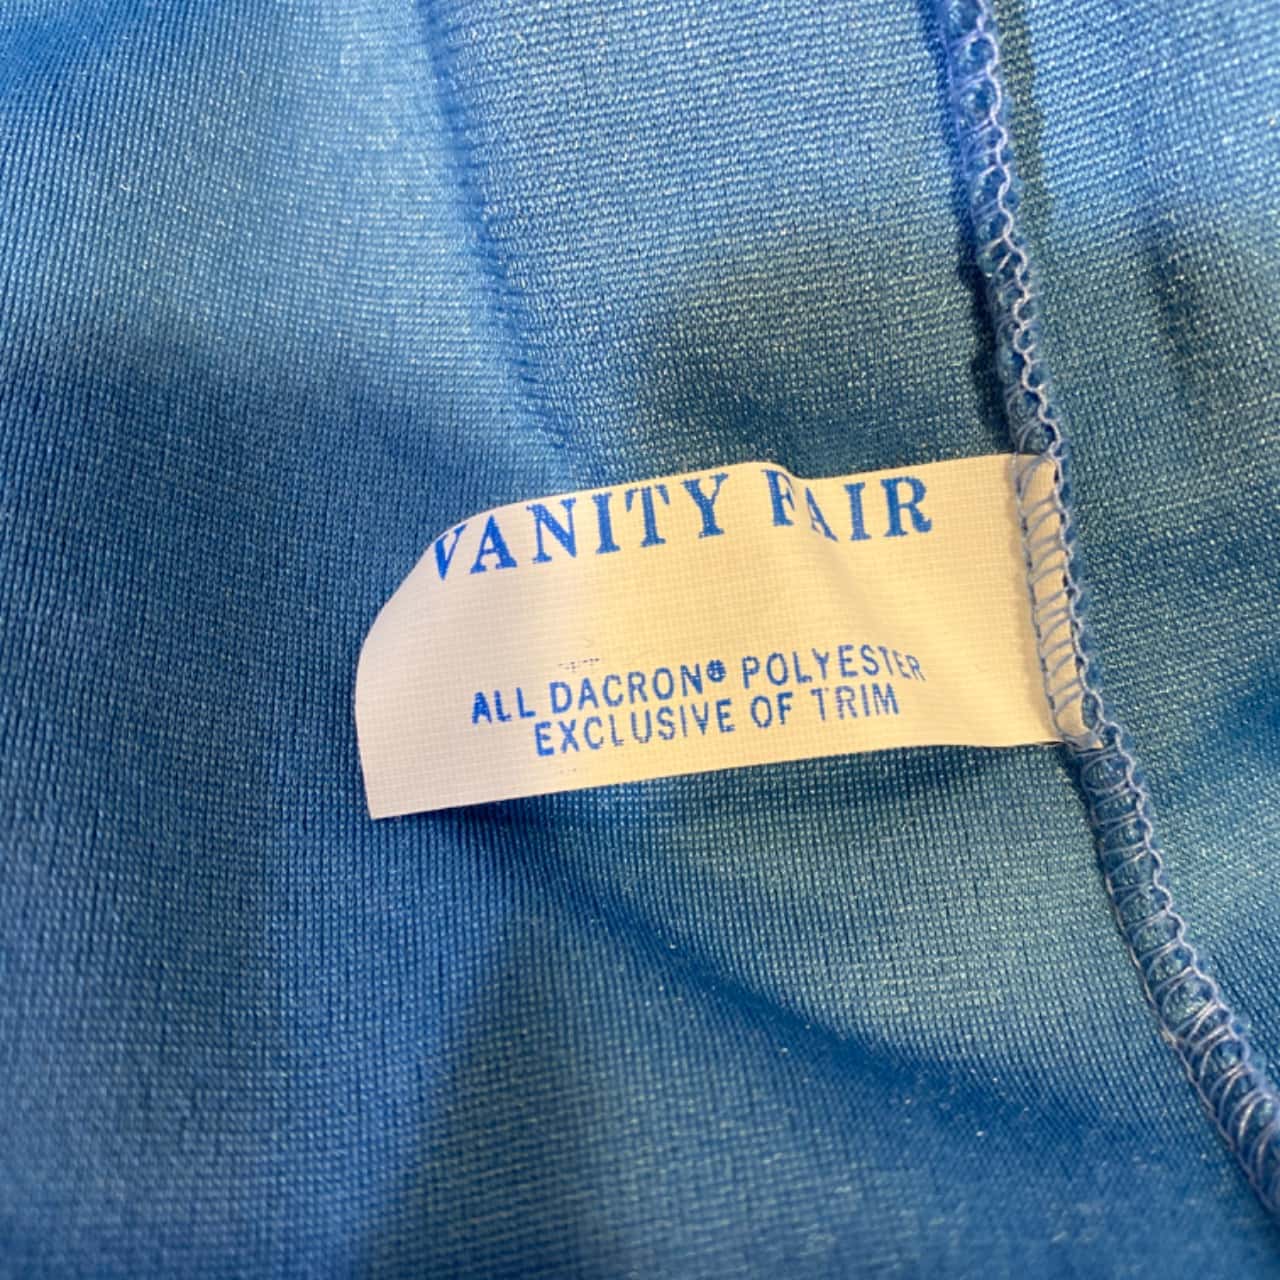 VANITY FAIR
ALL DACRON® POLYESTER
EXCLUSIVE OF TRIM